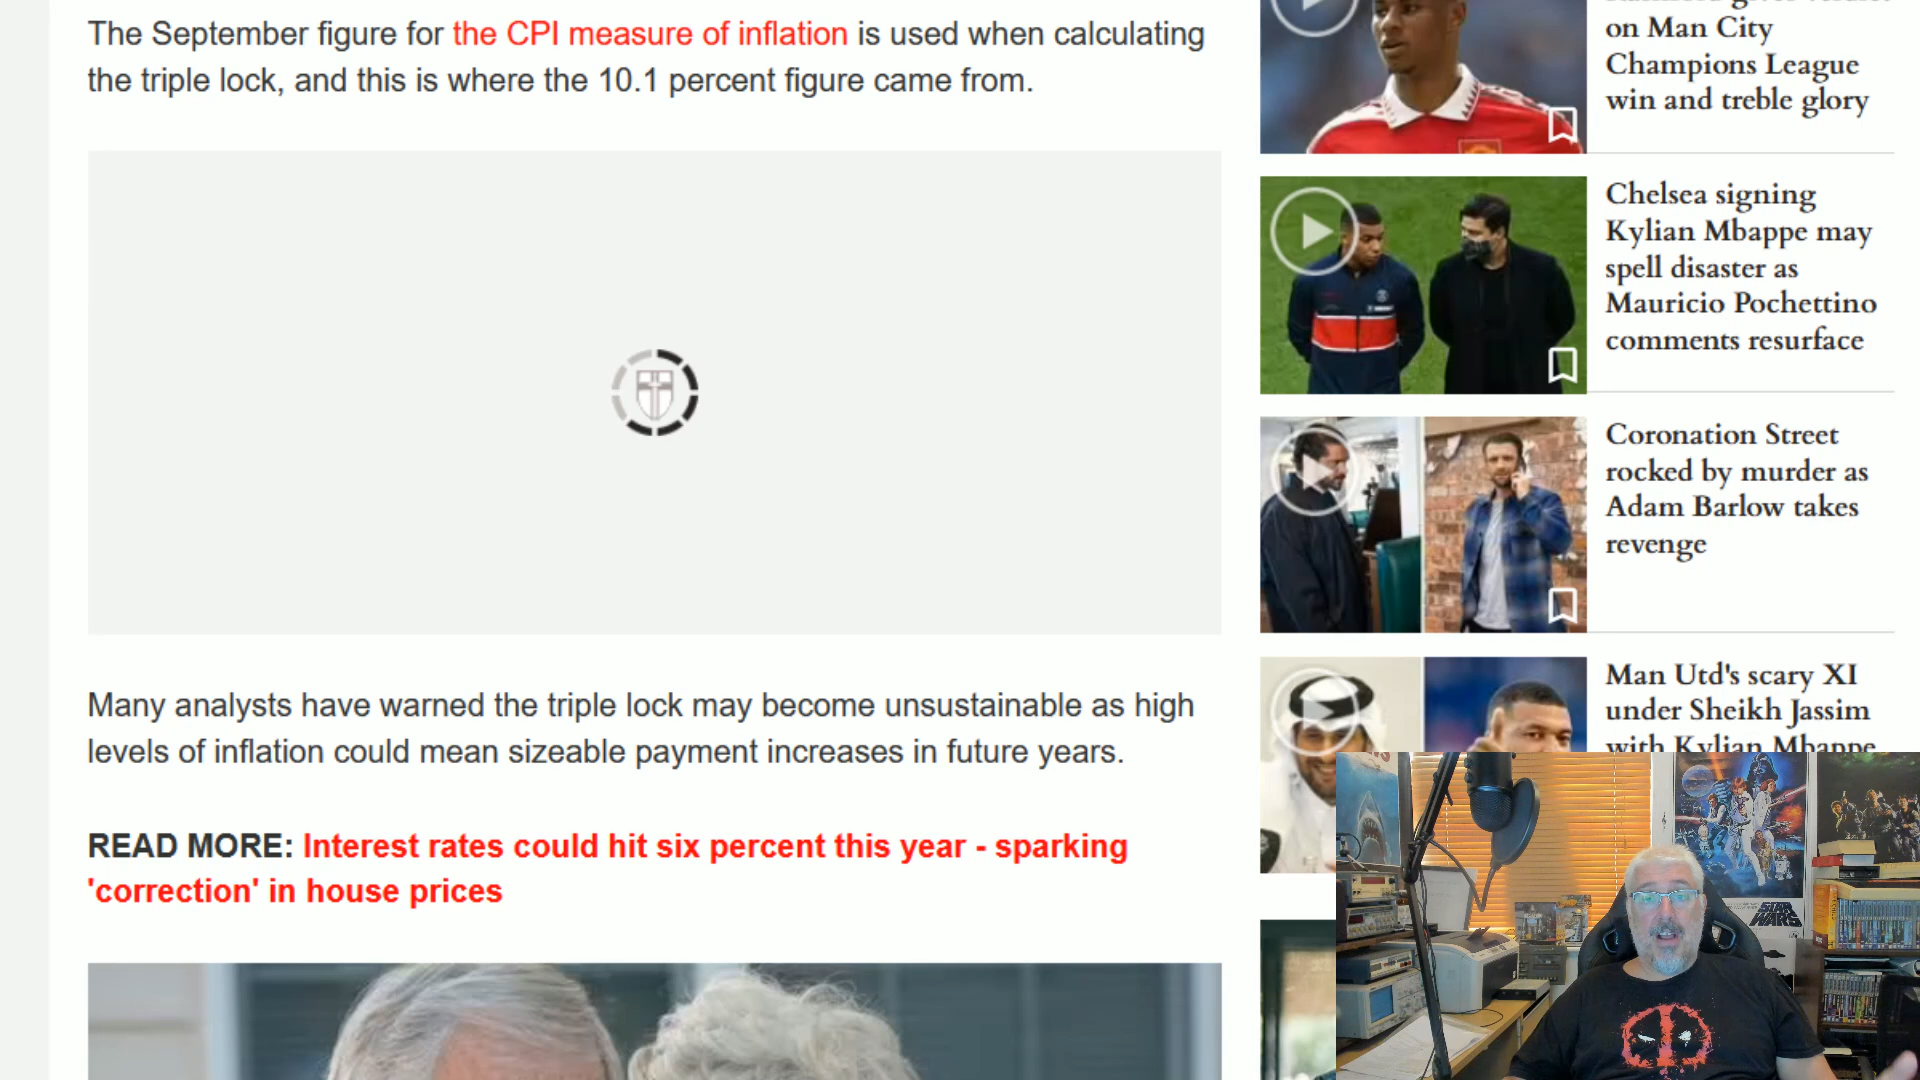 The September figure for the CPI measure of inflation is used when calculating
the triple lock, and this is where the 10.1 percent figure came from.
Many analysts have warned the triple lock may become unsustainable as high
levels of inflation could mean sizeable payment increases in future years.
READ MORE: Interest rates could hit six percent this year - sparking
'correction' in house prices
on Man City
Champions League
win and treble glory
Chelsea signing
Kylian Mbappe may
spell disaster as
Mauricio Pochettino
comments resurface
Coronation Street
rocked by murder as
Adam Barlow takes
revenge
Man Utd's scary XI
under Sheikh Jassim
with Kylian Mbappe
STAR
WARS